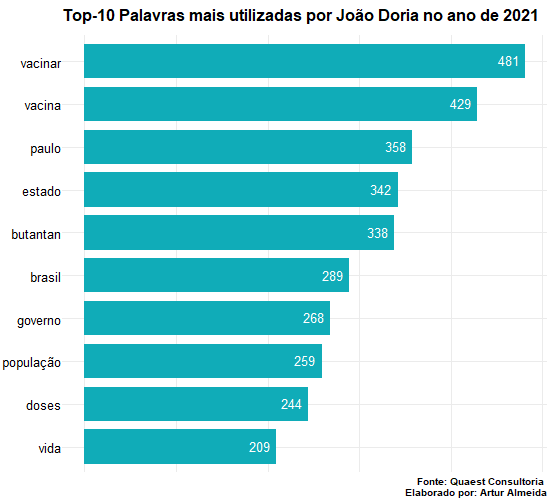 Top-10 Palavras mais utilizadas por João Doria no ano de 2021
vacinar 481
vacina 429
paulo 358
estado 342
butantan 338
brasil 289
governo 268
população 259
doses 244
vida 209
Fonte: Quaest Consultoria
Elaborado por: Artur Almeida